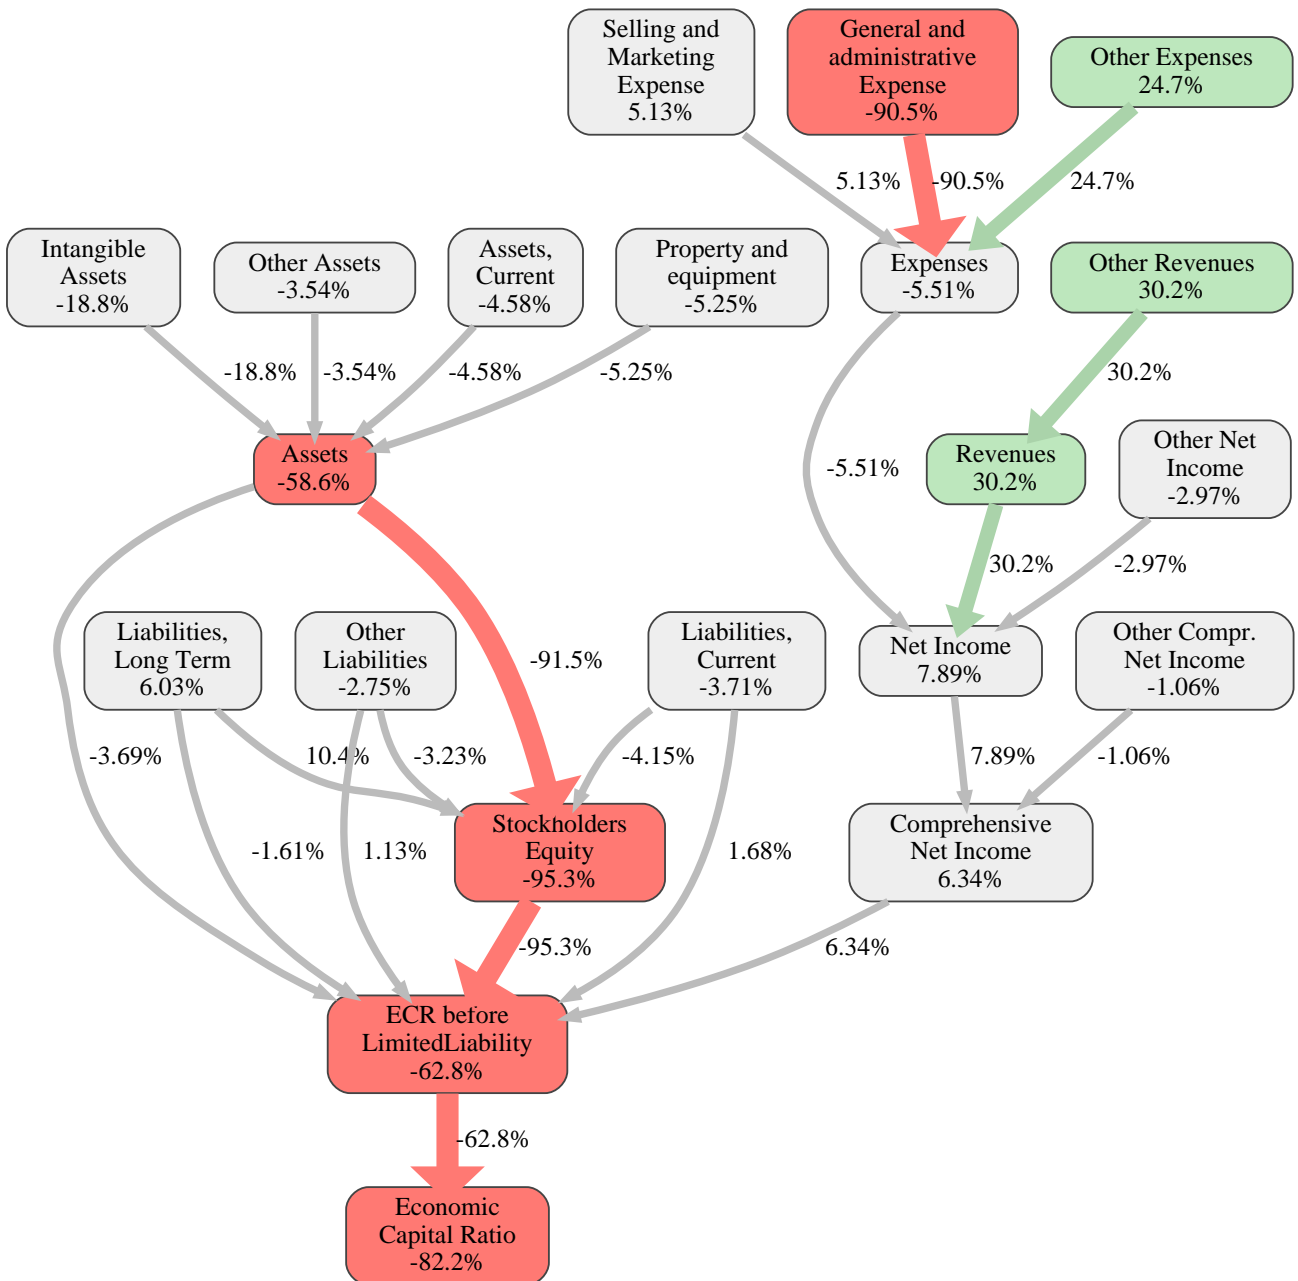 Selling and
Marketing
Expense
5.13%
General and
administrative
Expense
-90.5%
Other Expenses
24.7%
5.13%
-90.5%
24.7%
Intangible
Assets
-18.8%
Other Assets
-3.54%
Assets,
Current
-4.58%
Property and
equipment
-5.25%
Expenses
-5.51%
Other Revenues
30.2%
-18.8%
-3.54%
-4.58%
-5.25%
30.2%
Assets
-58.6%
-5.51%
Revenues
30.2%
Other Net
Income
-2.97%
30.2%
-2.97%
Liabilities,
Long Term
6.03%
Other
Liabilities
-2.75%
-91.5%
Liabilities,
Current
-3.71%
Net Income
7.89%
Other Compr.
Net Income
-1.06%
-3.69%
10.4%
-3.23%
-4.15%
7.89%
-1.06%
-1.61%
1.13%
Stockholders
Equity
-95.3%
1.68%
Comprehensive
Net Income
6.34%
-95.3%
6.34%
ECR before
LimitedLiability
-62.8%
-62.8%
Economic
Capital Ratio
-82.2%